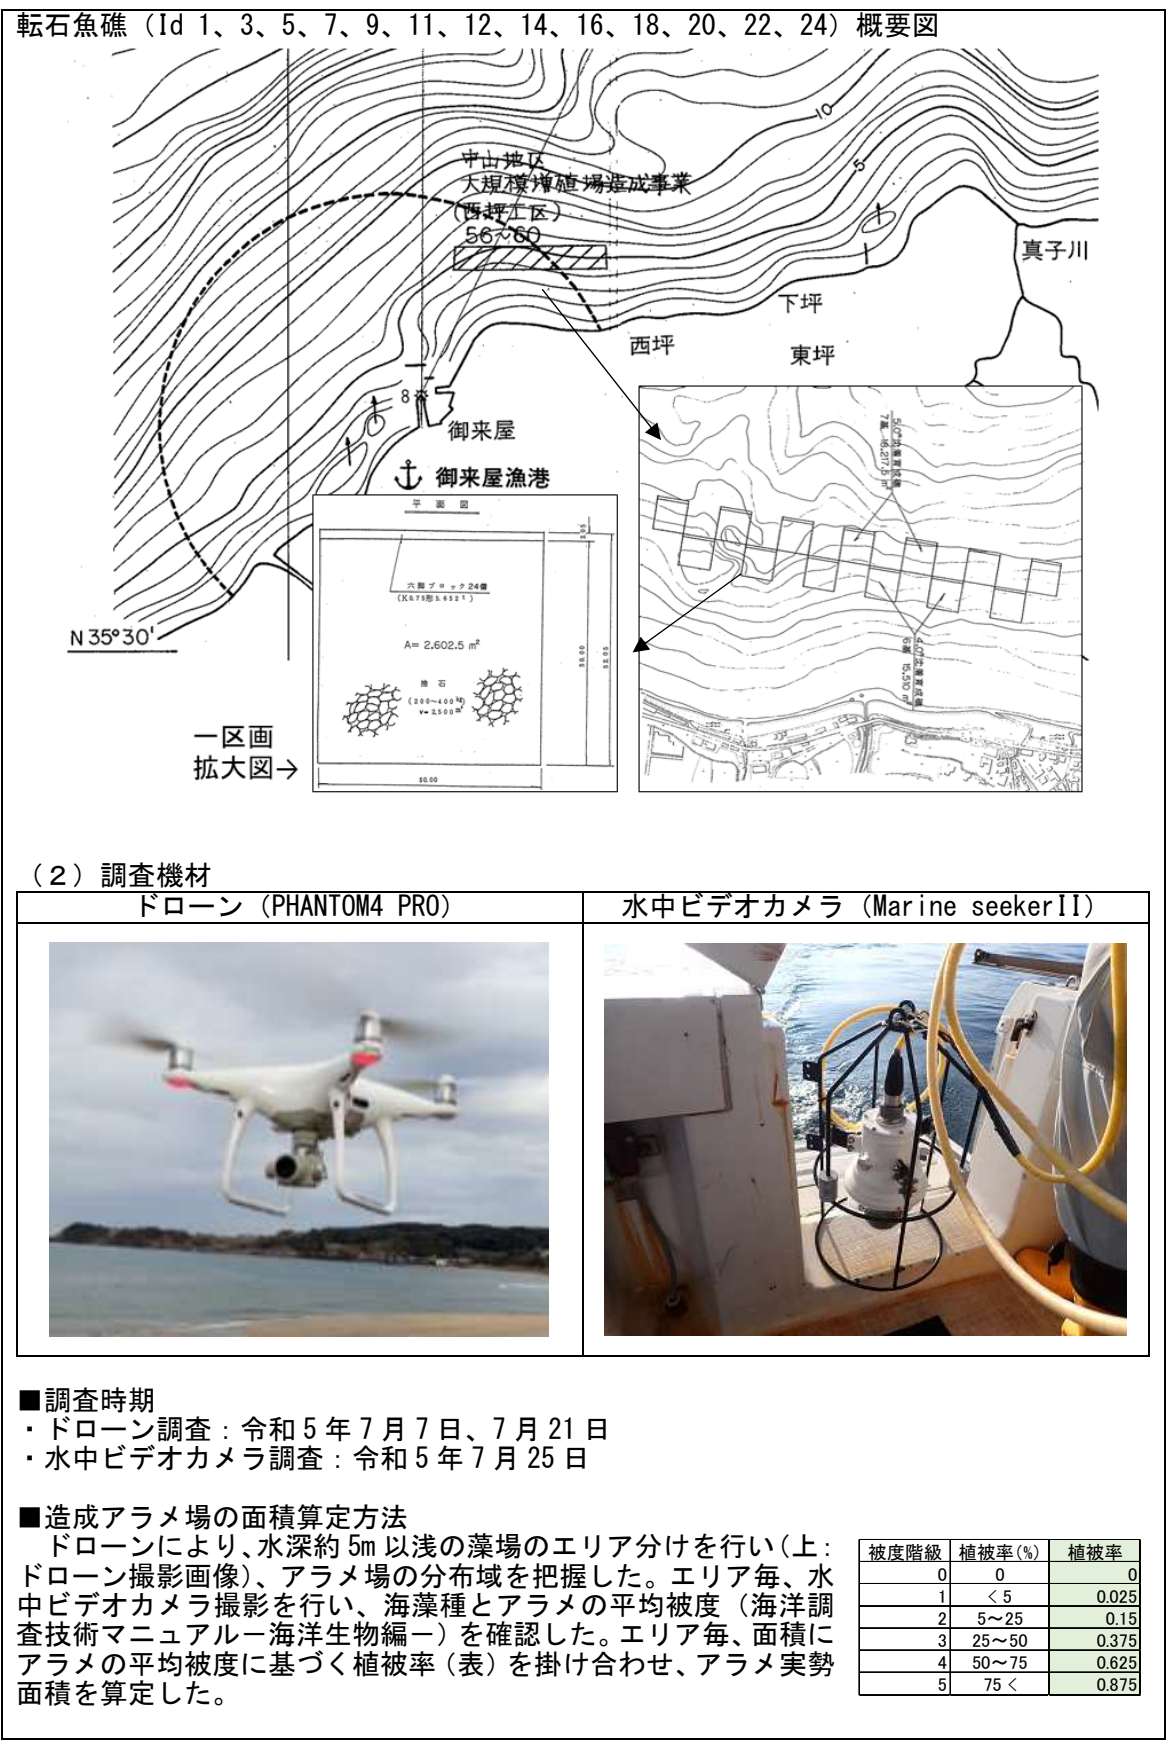 転石魚礁（Id 1、3、5、7、9、11、12、14、16、18、20、22、24）概要図
10
5
中山地区
大規模増殖場造成事業
(西坪工区)
56～60
真子川
下坪
西坪
東坪
8
御来屋
御来屋漁港
N 35°30'
平面図
六脚ブロック24個
A= 2,602.5 m²
捨石
(200～400kg)
50.00
50.00
52.05
一区画
拡大図→
（２）調査機材
ドローン（PHANTOM4 PRO）
水中ビデオカメラ（Marine seekerII）
■調査時期
・ドローン調査：令和5年7月7日、7月21日
・水中ビデオカメラ調査：令和5年7月25日
■造成アラメ場の面積算定方法
ドローンにより、水深約5m以浅の藻場のエリア分けを行い（上：
ドローン撮影画像）、アラメ場の分布域を把握した。エリア毎、水
中ビデオカメラ撮影を行い、海藻種とアラメの平均被度（海洋調
査技術マニュアルー海洋生物編ー）を確認した。エリア毎、面積に
アラメの平均被度に基づく植被率（表）を掛け合わせ、アラメ実勢
面積を算定した。
被度階級 植被率(%) 植被率
0 0 0
1 ＜5 0.025
2 5～25 0.15
3 25～50 0.375
4 50～75 0.625
5 75＜ 0.875